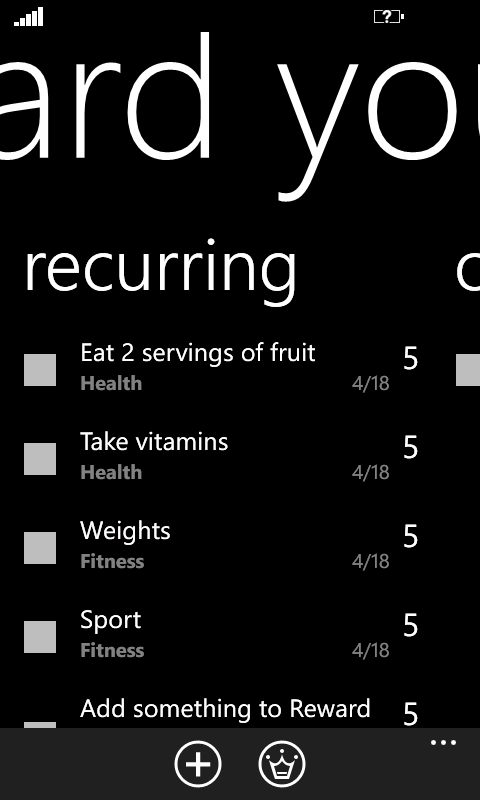 ard you
recurring
Eat 2 servings of fruit 5
Health 4/18
Take vitamins 5
Health 4/18
Weights 5
Fitness 4/18
Sport 5
Fitness 4/18
Add something to Reward 5